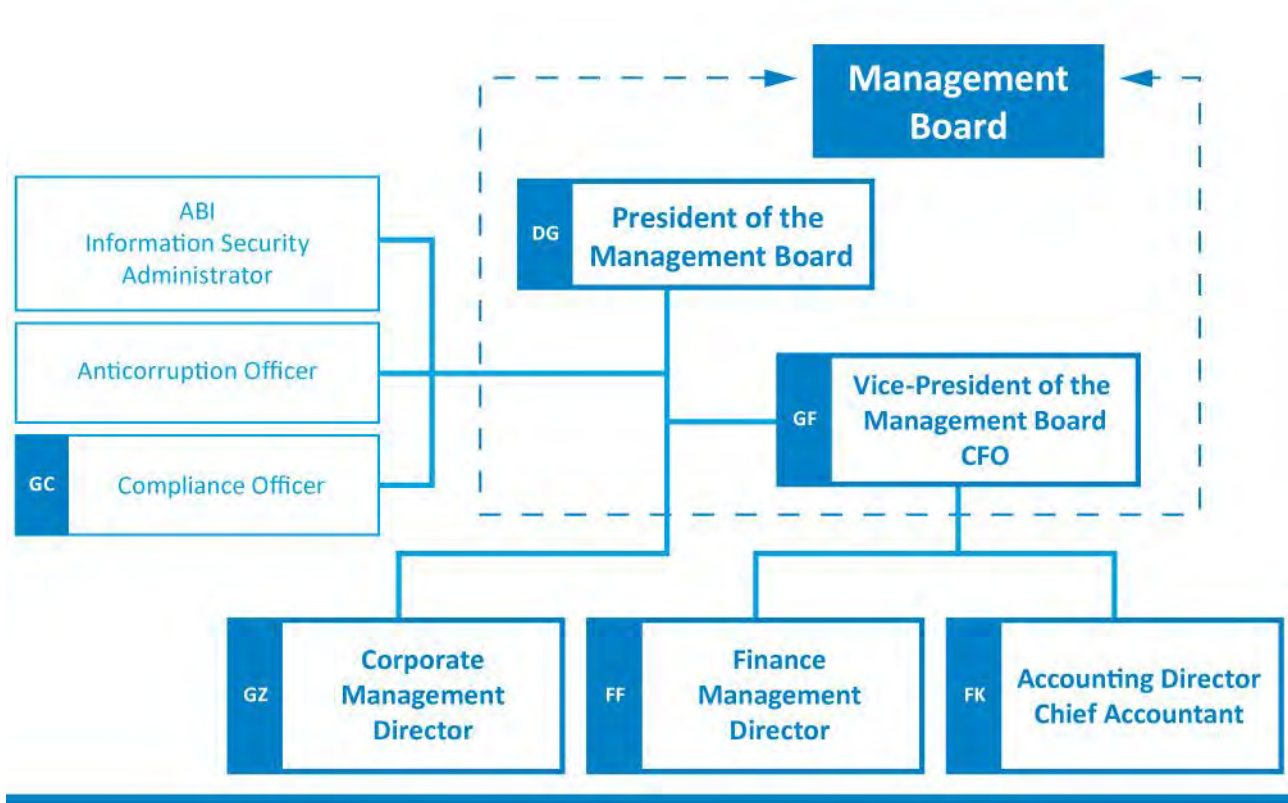 Management
Board
ABI
Information Security
Administrator
DG
President of the
Management Board
Anticorruption Officer
GF
Vice-President of the
Management Board
CFO
GC
Compliance Officer
GZ
Corporate
Management
Director
FF
Finance
Management
Director
FK
Accounting Director
Chief Accountant